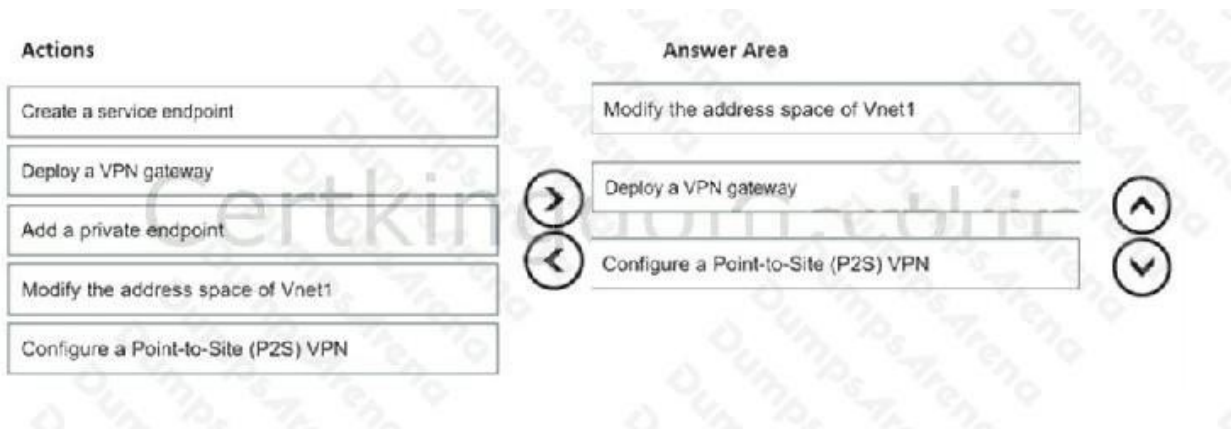 Actions
Create a service endpoint
Deploy a VPN gateway
Add a private endpoint
Modify the address space of Vnet1
Configure a Point-to-Site (P2S) VPN
Answer Area
Modify the address space of Vnet1
Deploy a VPN gateway
Configure a Point-to-Site (P2S) VPN
DumpsArena